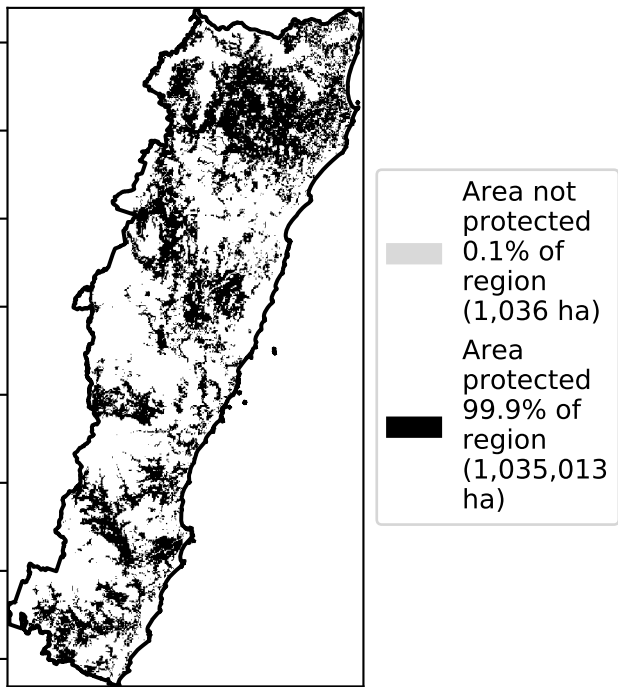 Area not
protected
0.1% of
region
(1,036 ha)
Area
protected
99.9% of
region
(1,035,013
ha)